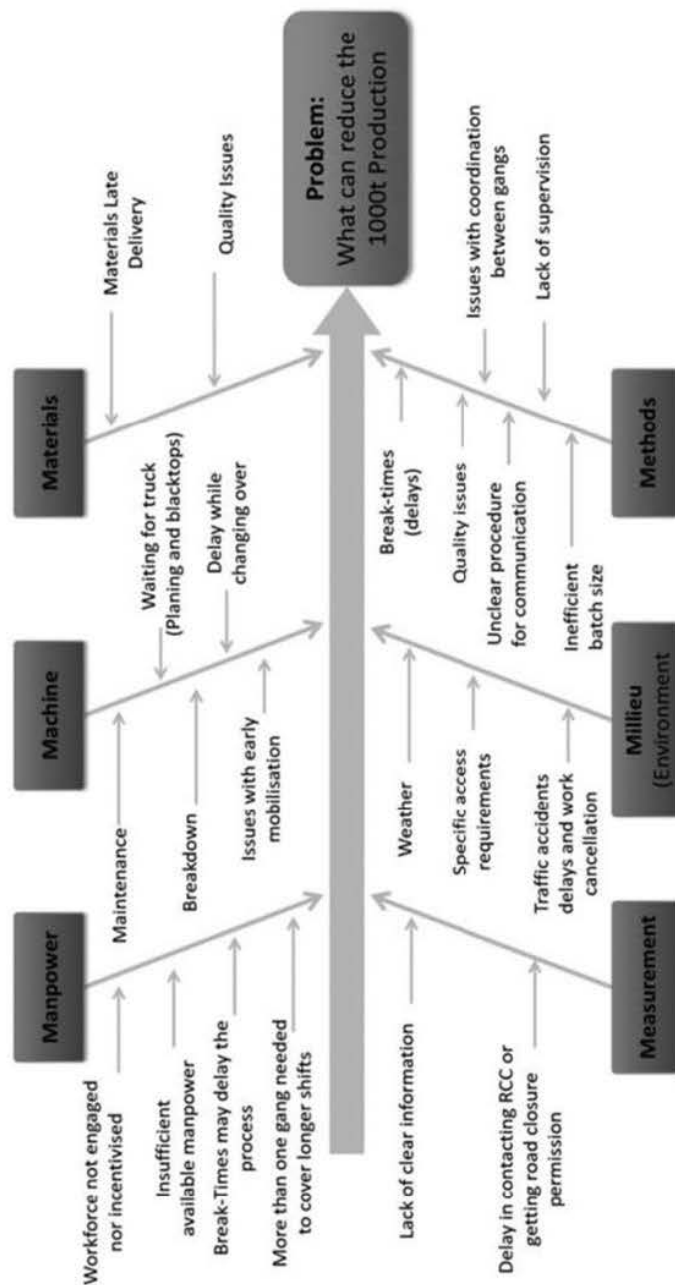 Manpower
Workforce not engaged
nor incentivised
Insufficient
available manpower
Break-Times may delay the
process
More than one gang needed
to cover longer shifts
Machine
Maintenance
Waiting for truck
(Planing and blacktops)
Breakdown
Delay while
changing over
Issues with early
mobilisation
Materials
Materials Late
Delivery
Quality Issues
Problem:
What can reduce the
1000t Production
Measurement
Lack of clear information
Delay in contacting RCC or
getting road closure
permission
Millieu
(Environment
Weather
Specific access
requirements
Traffic accidents
delays and work
cancellation
Methods
Break-times
(delays)
Quality issues
Issues with coordination
between gangs
Unclear procedure
for communication
Lack of supervision
Inefficient
batch size